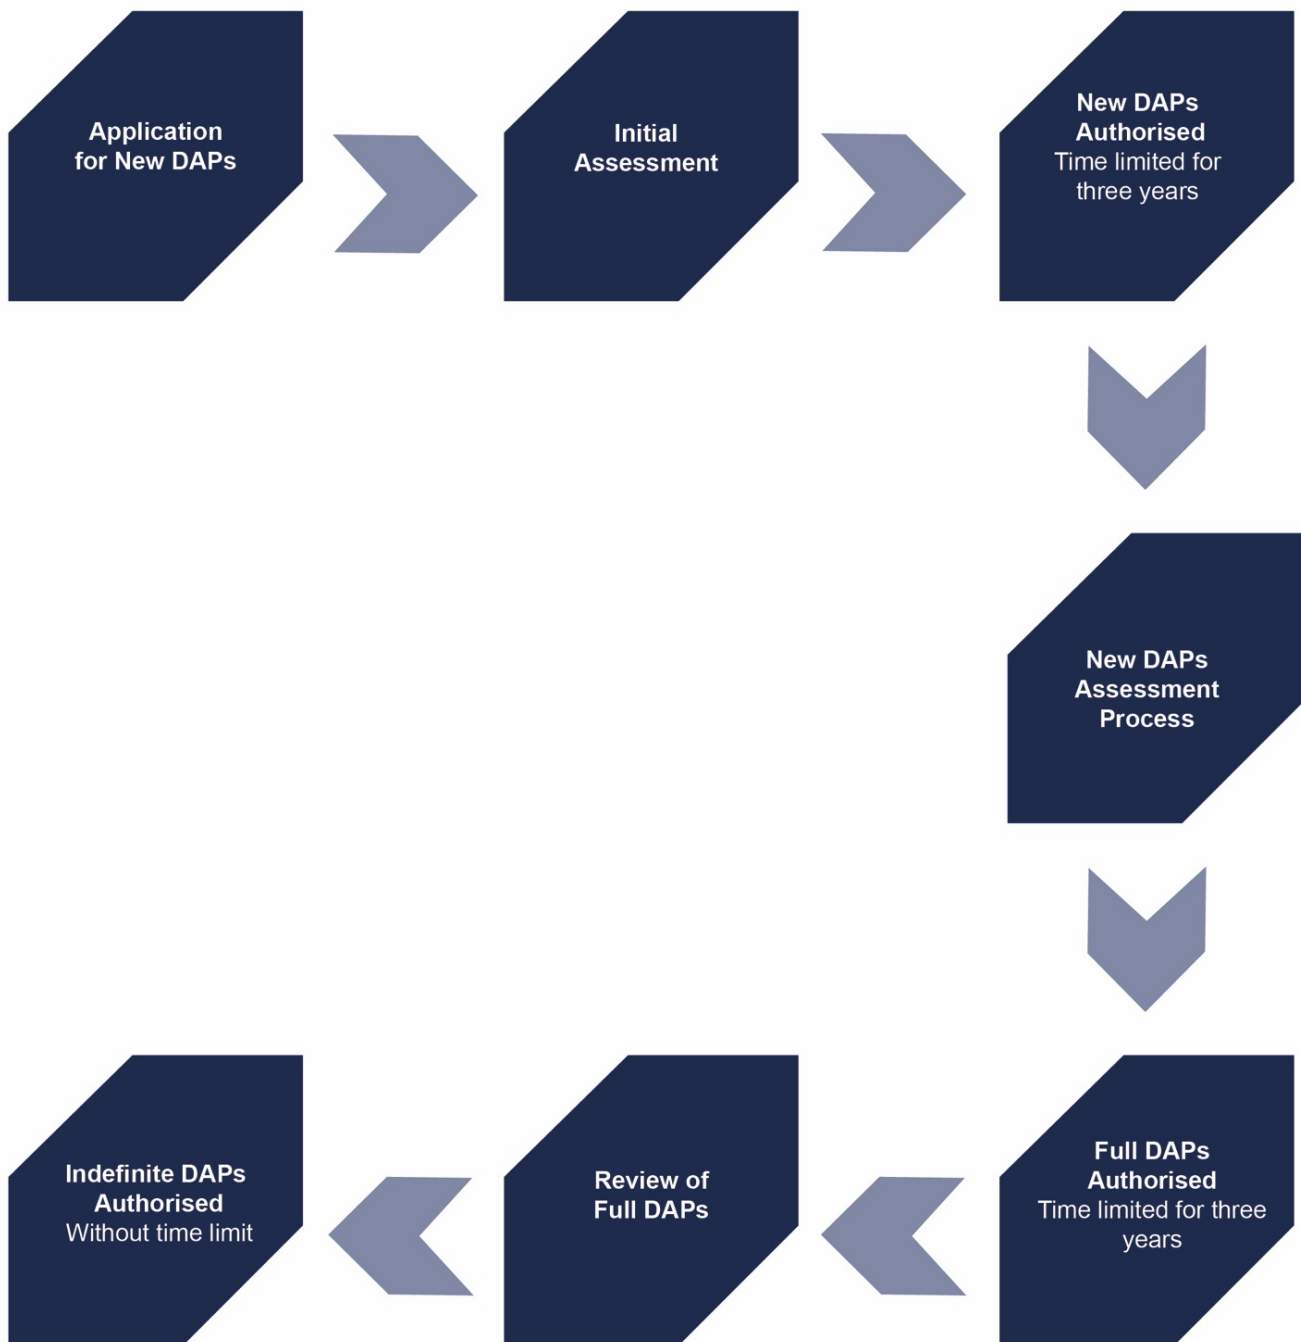 Application
for New DAPs
Initial
Assessment
New DAPs
Authorised
Time limited for
three years
New DAPs
Assessment
Process
Full DAPs
Authorised
Time limited for three
years
Review of
Full DAPs
Indefinite DAPs
Authorised
Without time limit